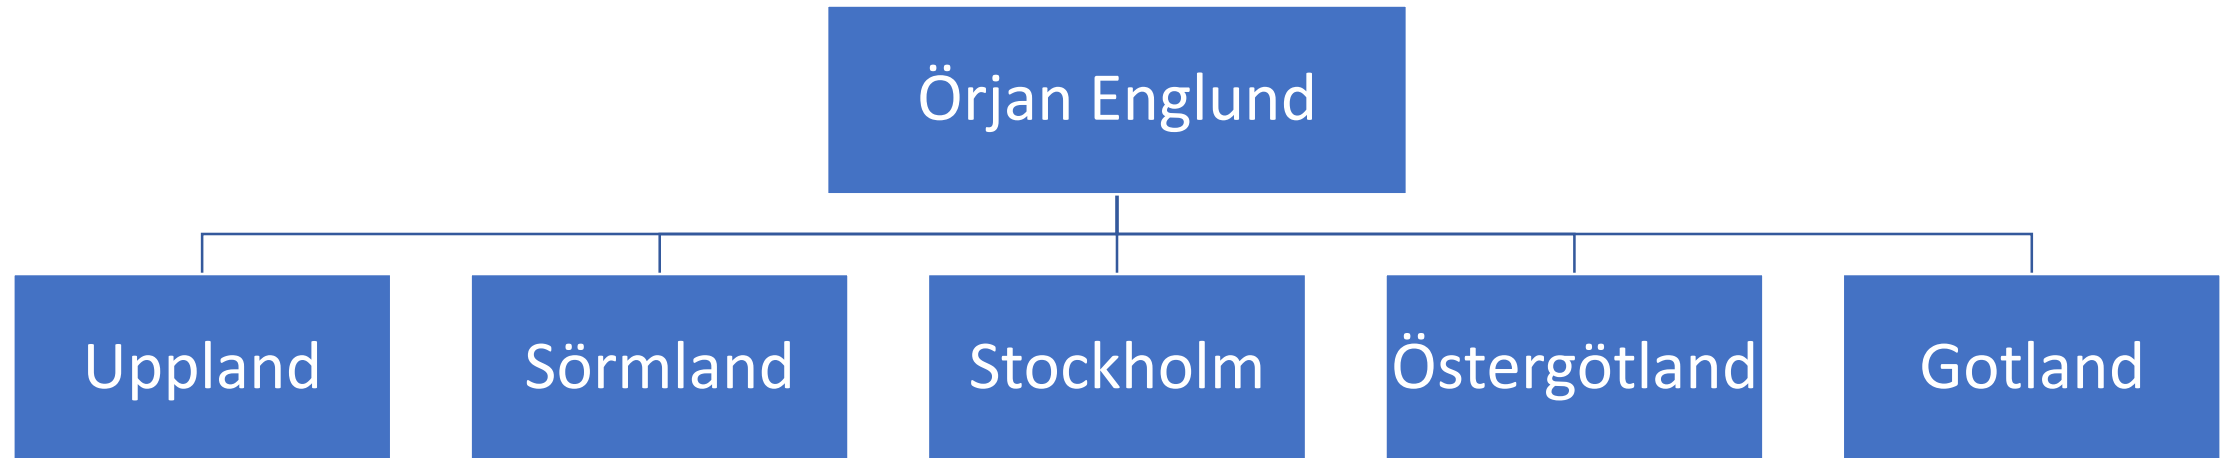 Örjan Englund
Uppland
Sörmland
Stockholm
Östergötland
Gotland